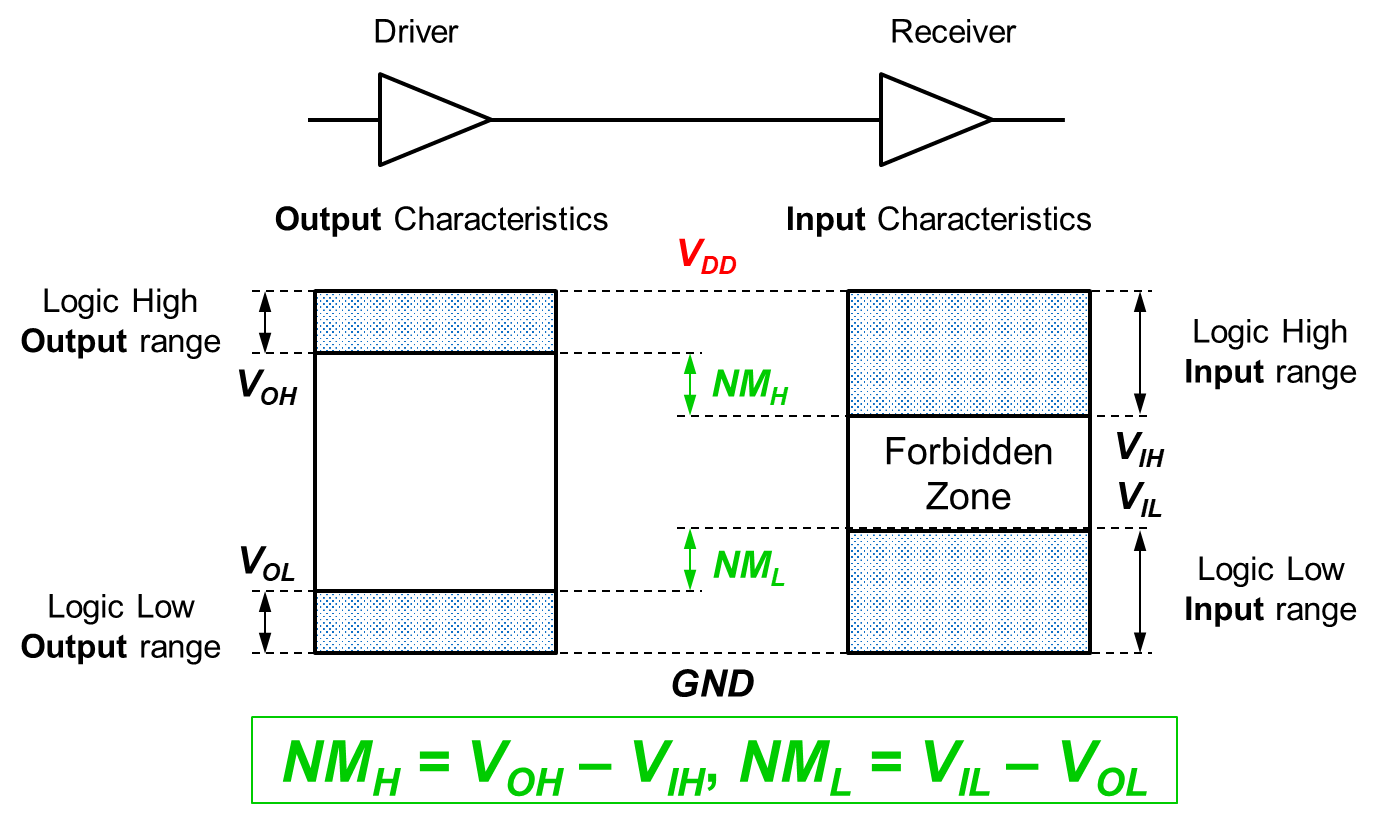 Driver
Receiver
Output Characteristics
Input Characteristics
VDD
Logic High
Output range
VOH
NMH
Logic High
Input range
Forbidden
Zone
VIH
VIL
VOL
NML
Logic Low
Output range
Logic Low
Input range
GND
NMH = VOH – VIH, NML = VIL – VOL